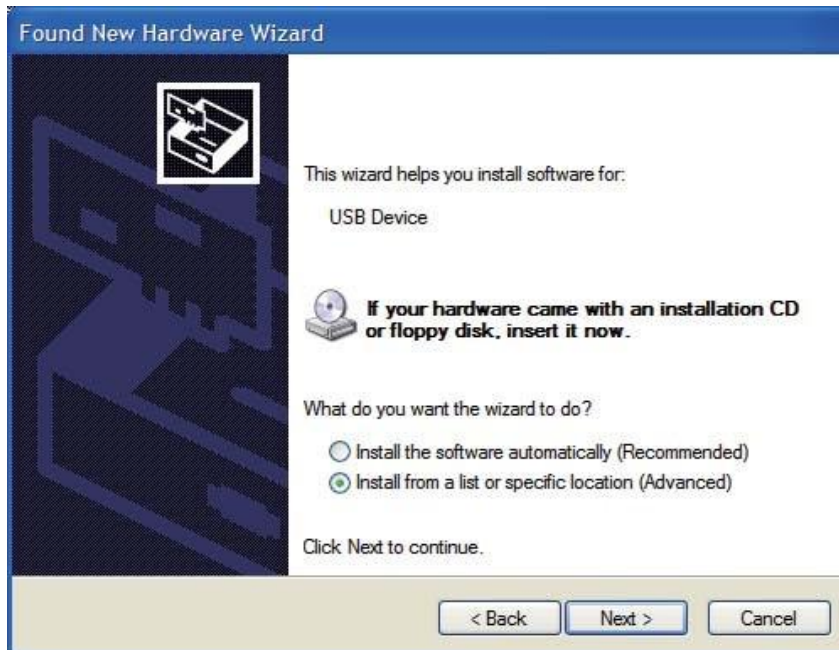 Found New Hardware Wizard
This wizard helps you install software for:
USB Device
If your hardware came with an installation CD
or floppy disk, insert it now.
What do you want the wizard to do?
Install the software automatically (Recommended)
Install from a list or specific location (Advanced)
Click Next to continue.
< Back Next > Cancel